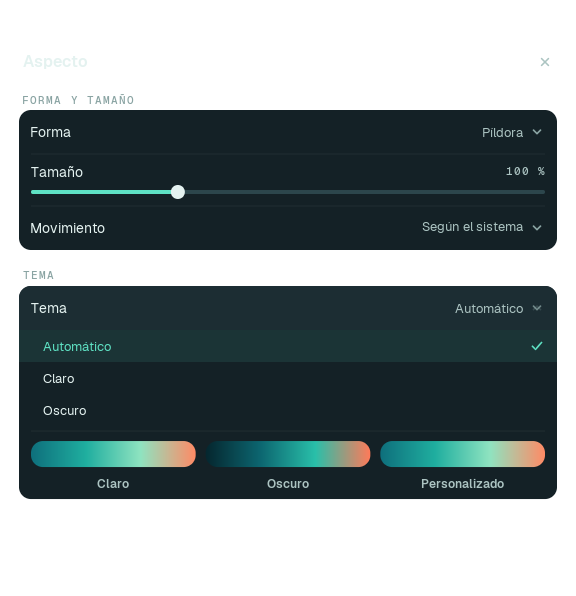 Aspecto
FORMA Y TAMAÑO
Forma
Píldora
Tamaño
100 %
Movimiento
Según el sistema
TEMA
Tema
Automático
Automático
Claro
Oscuro
Claro
Oscuro
Personalizado